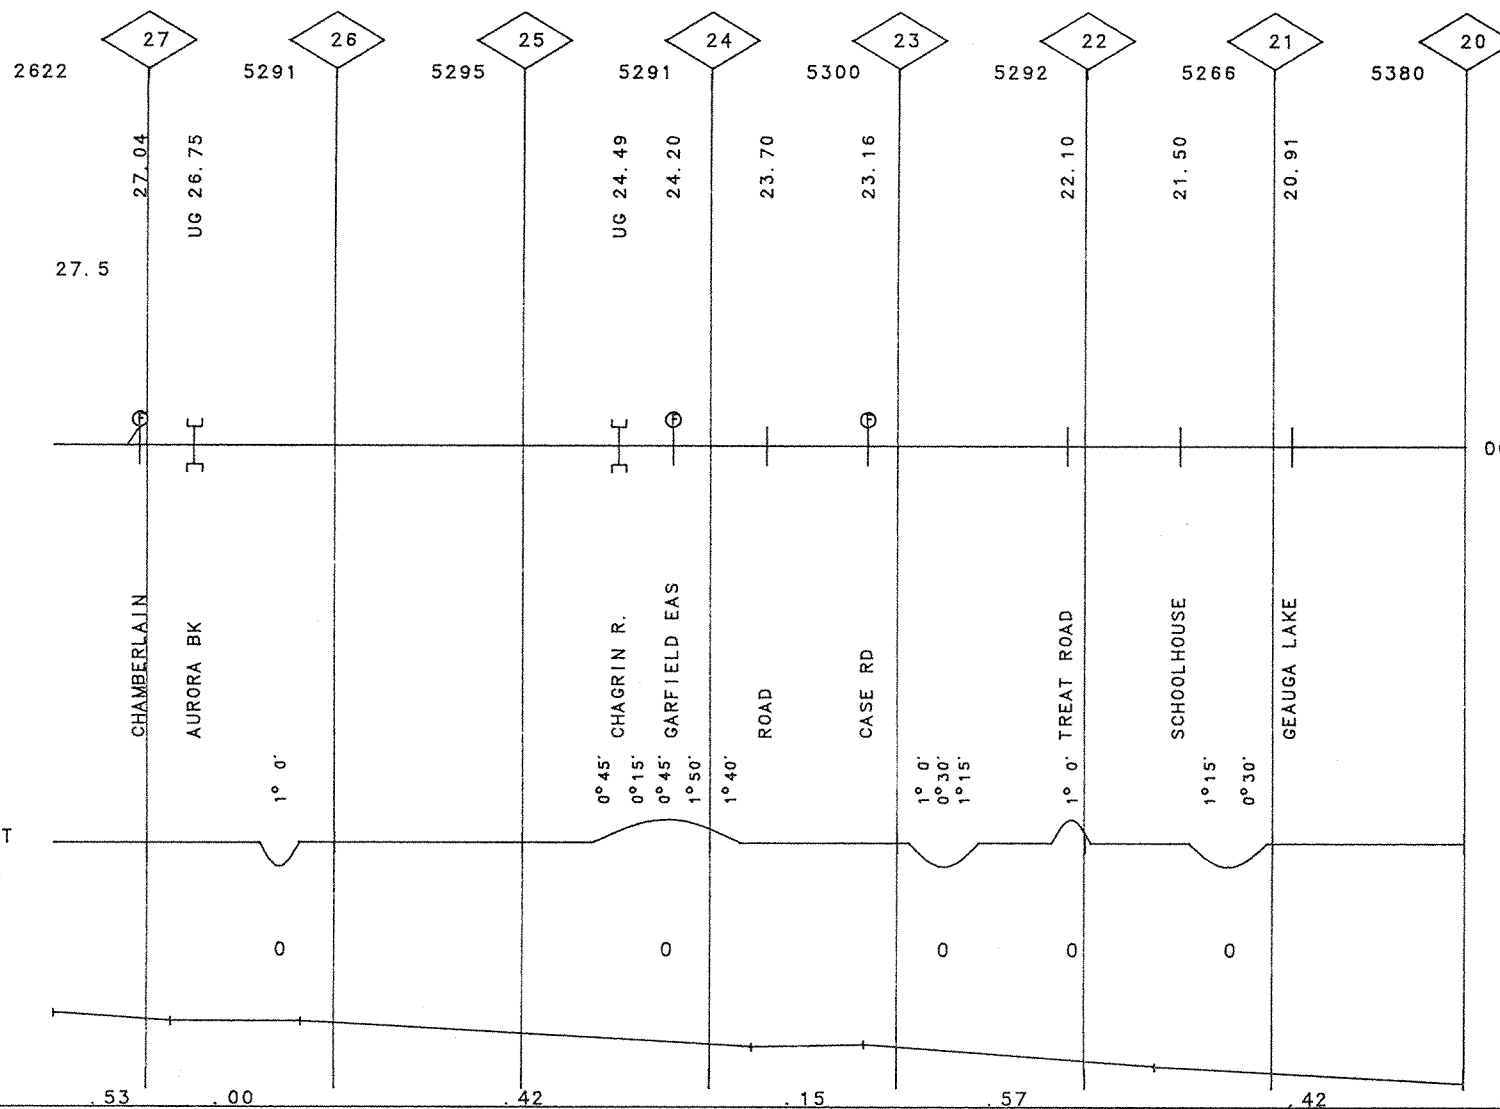 27 26 25 24 23 22 21 20
2622 5291 5295 5291 5300 5292 5266 5380
27.04
UG 26.75
UG 24.49
24.20
23.70
23.16
22.10
21.50
20.91
27.5
F F F
CHAMBERLAIN
AURORA BK
CHAGRIN R.
GARFIELD EAS
ROAD
CASE RD
TREAT ROAD
SCHOOLHOUSE
GEAUGA LAKE
1° 0'
0°45'
0°15'
0°45'
1°50'
1°40'
1° 0'
0°30'
1°15'
1° 0'
1°15'
0°30'
T
0 0 0 0 0
.53 .00 .42 .15 .57 .42